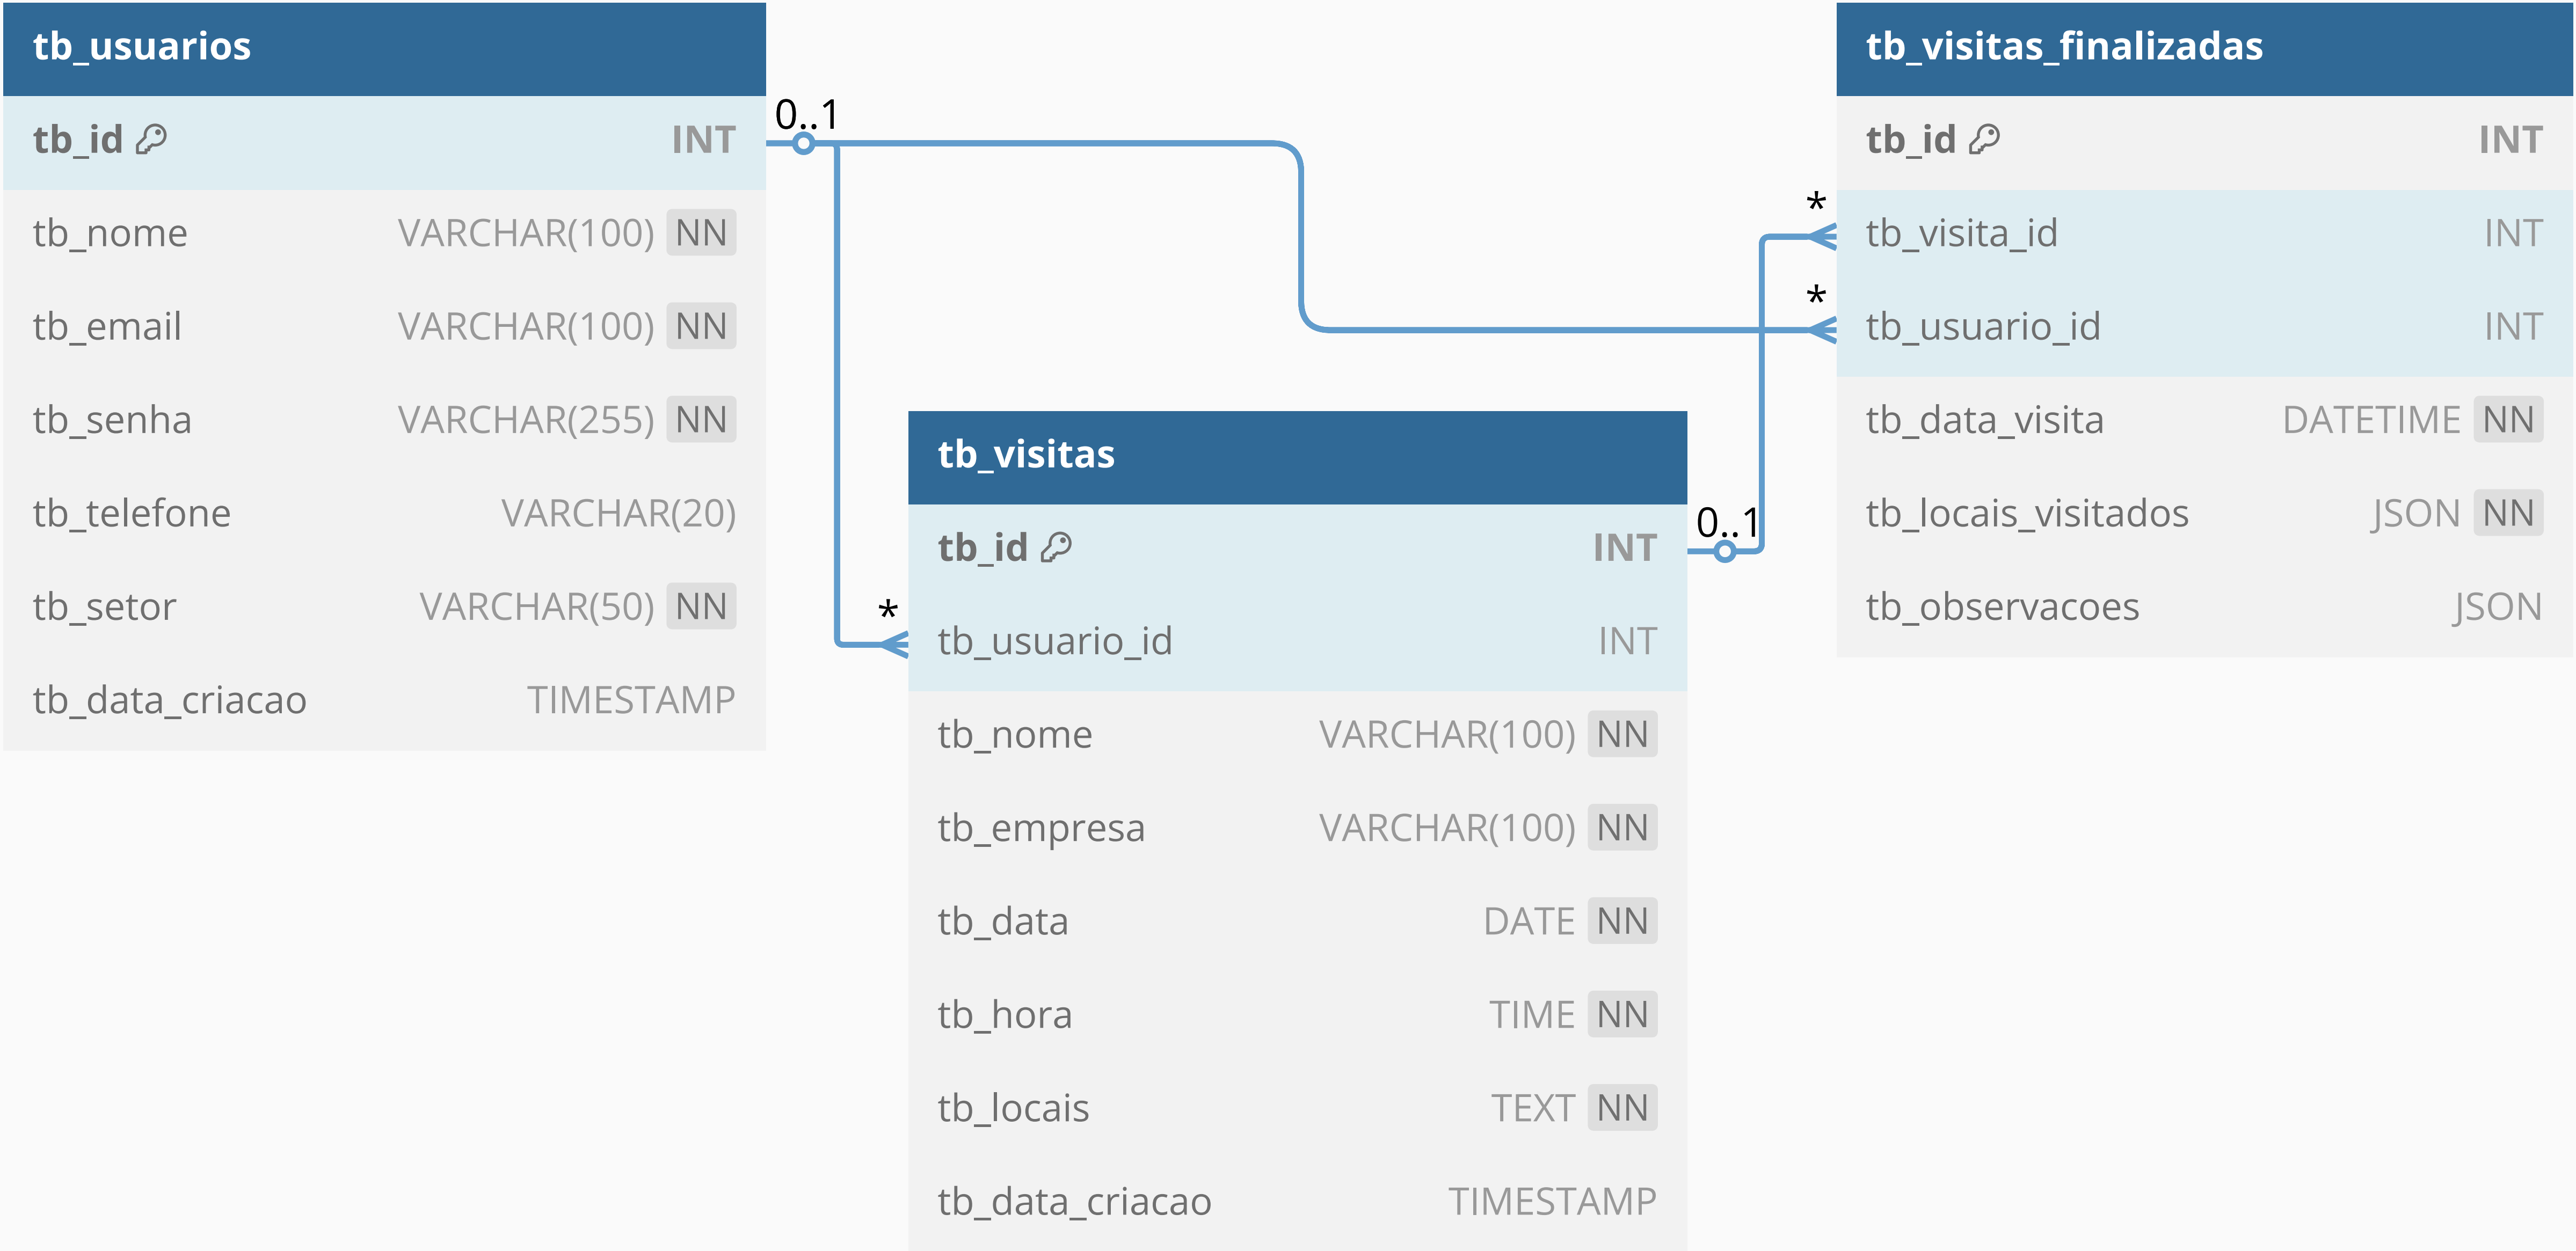 tb_usuarios
tb_id INT
tb_nome VARCHAR(100) NN
tb_email VARCHAR(100) NN
tb_senha VARCHAR(255) NN
tb_telefone VARCHAR(20)
tb_setor VARCHAR(50) NN
tb_data_criacao TIMESTAMP
0..1
*
tb_visitas
tb_id INT
tb_usuario_id INT
tb_nome VARCHAR(100) NN
tb_empresa VARCHAR(100) NN
tb_data DATE NN
tb_hora TIME NN
tb_locais TEXT NN
tb_data_criacao TIMESTAMP
0..1
*
*
tb_visitas_finalizadas
tb_id INT
tb_visita_id INT
tb_usuario_id INT
tb_data_visita DATETIME NN
tb_locais_visitados JSON NN
tb_observacoes JSON